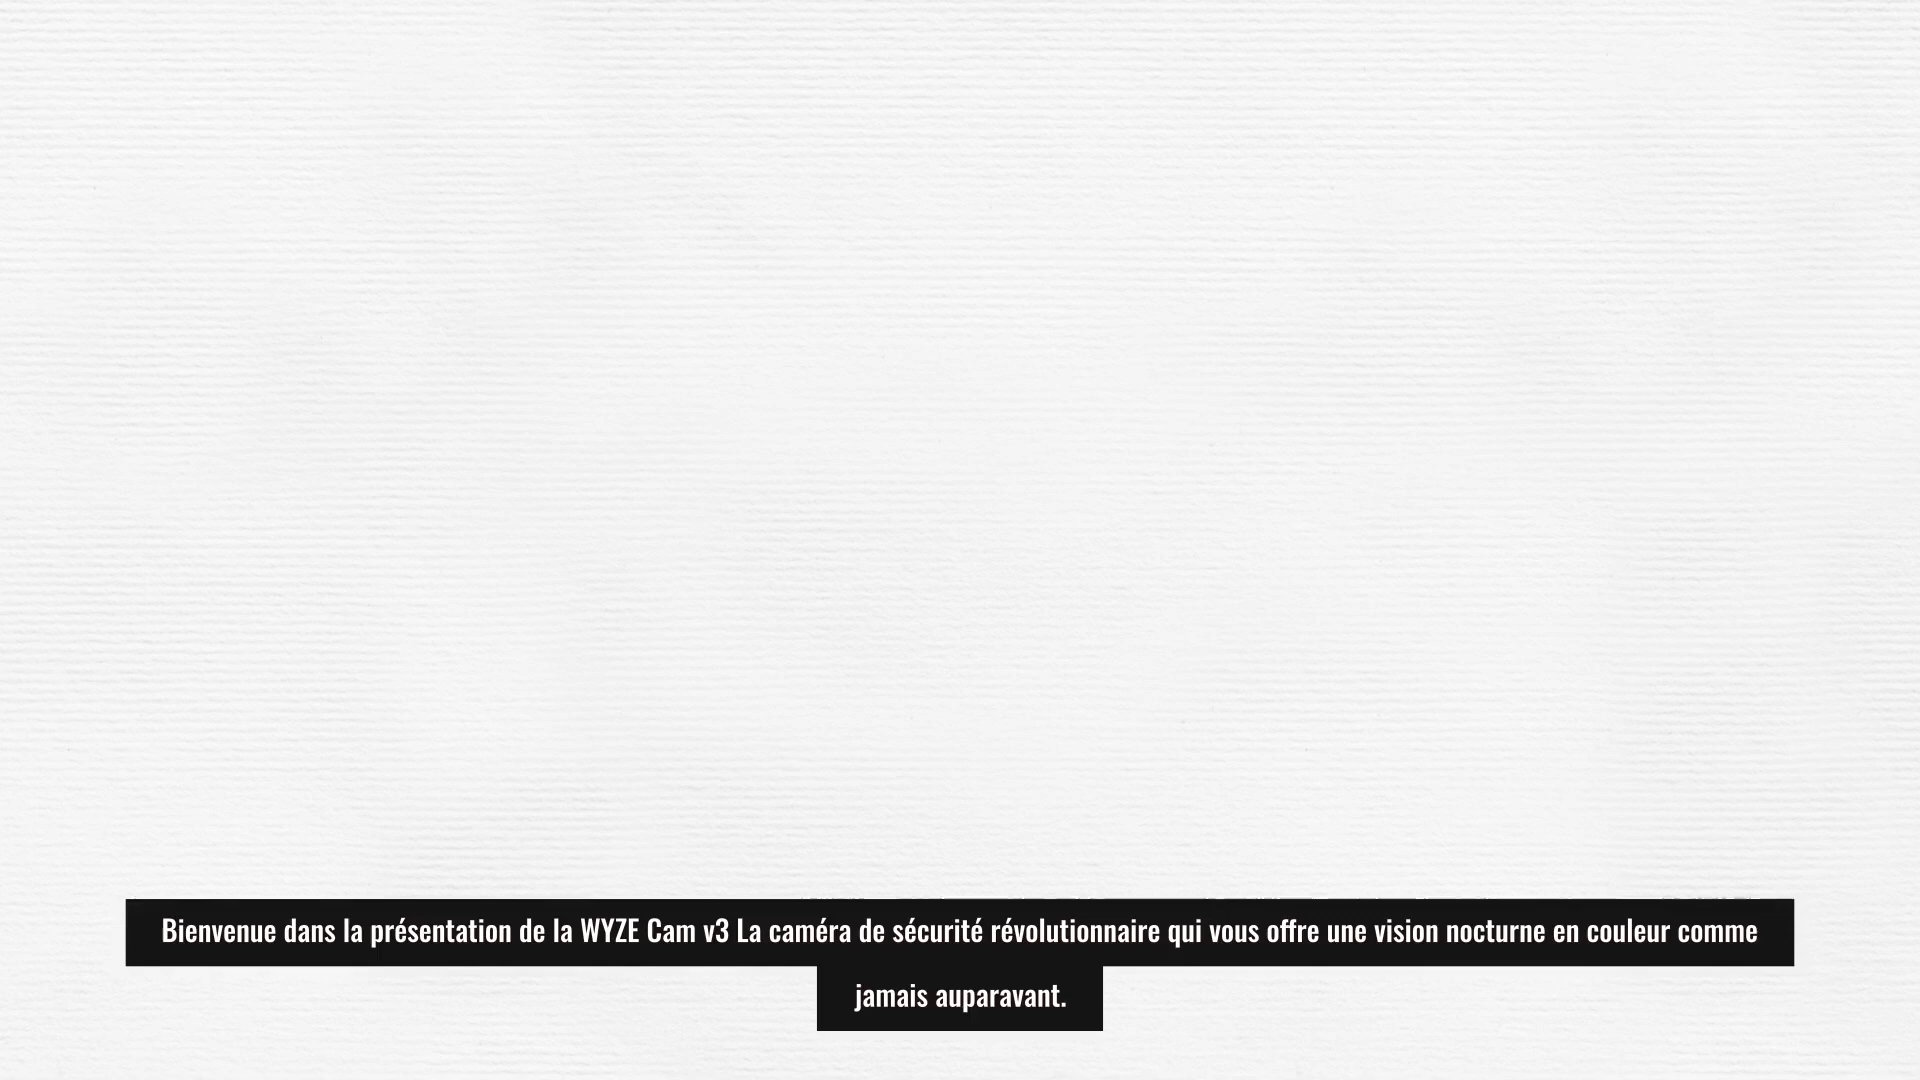 Bienvenue dans la présentation de la WYZE Cam v3 La caméra de sécurité révolutionnaire qui vous offre une vision nocturne en couleur comme
jamais auparavant.